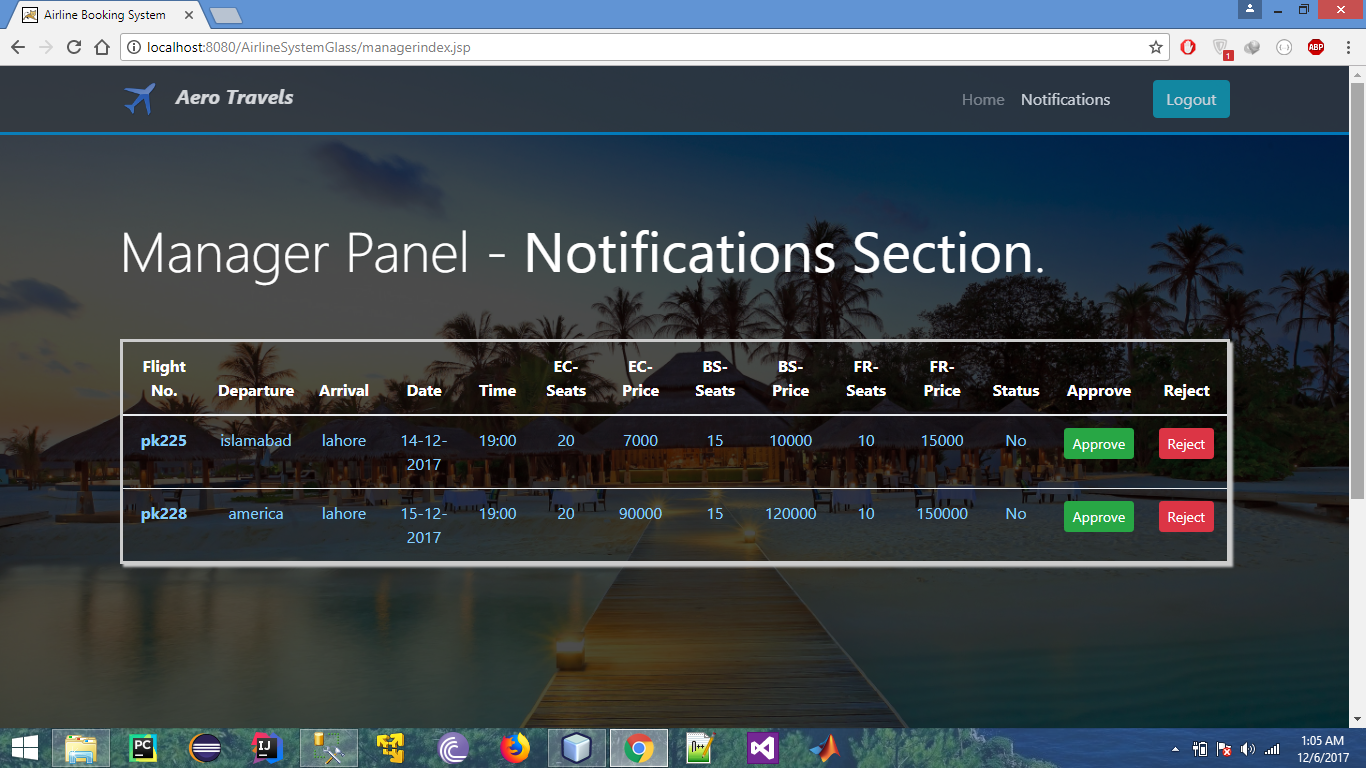 Airline Booking System
localhost:8080/AirlineSystemGlass/managerindex.jsp
1
ABP
Aero Travels
Home Notifications Logout
Manager Panel - Notifications Section.
Flight No. Departure Arrival Date Time EC-Seats EC-Price BS-Seats BS-Price FR-Seats FR-Price Status Approve Reject
pk225 islamabad lahore 14-12-2017 19:00 20 7000 15 10000 10 15000 No Approve Reject
pk228 america lahore 15-12-2017 19:00 20 90000 15 120000 10 150000 No Approve Reject
PC
IJ
1:05 AM
12/6/2017